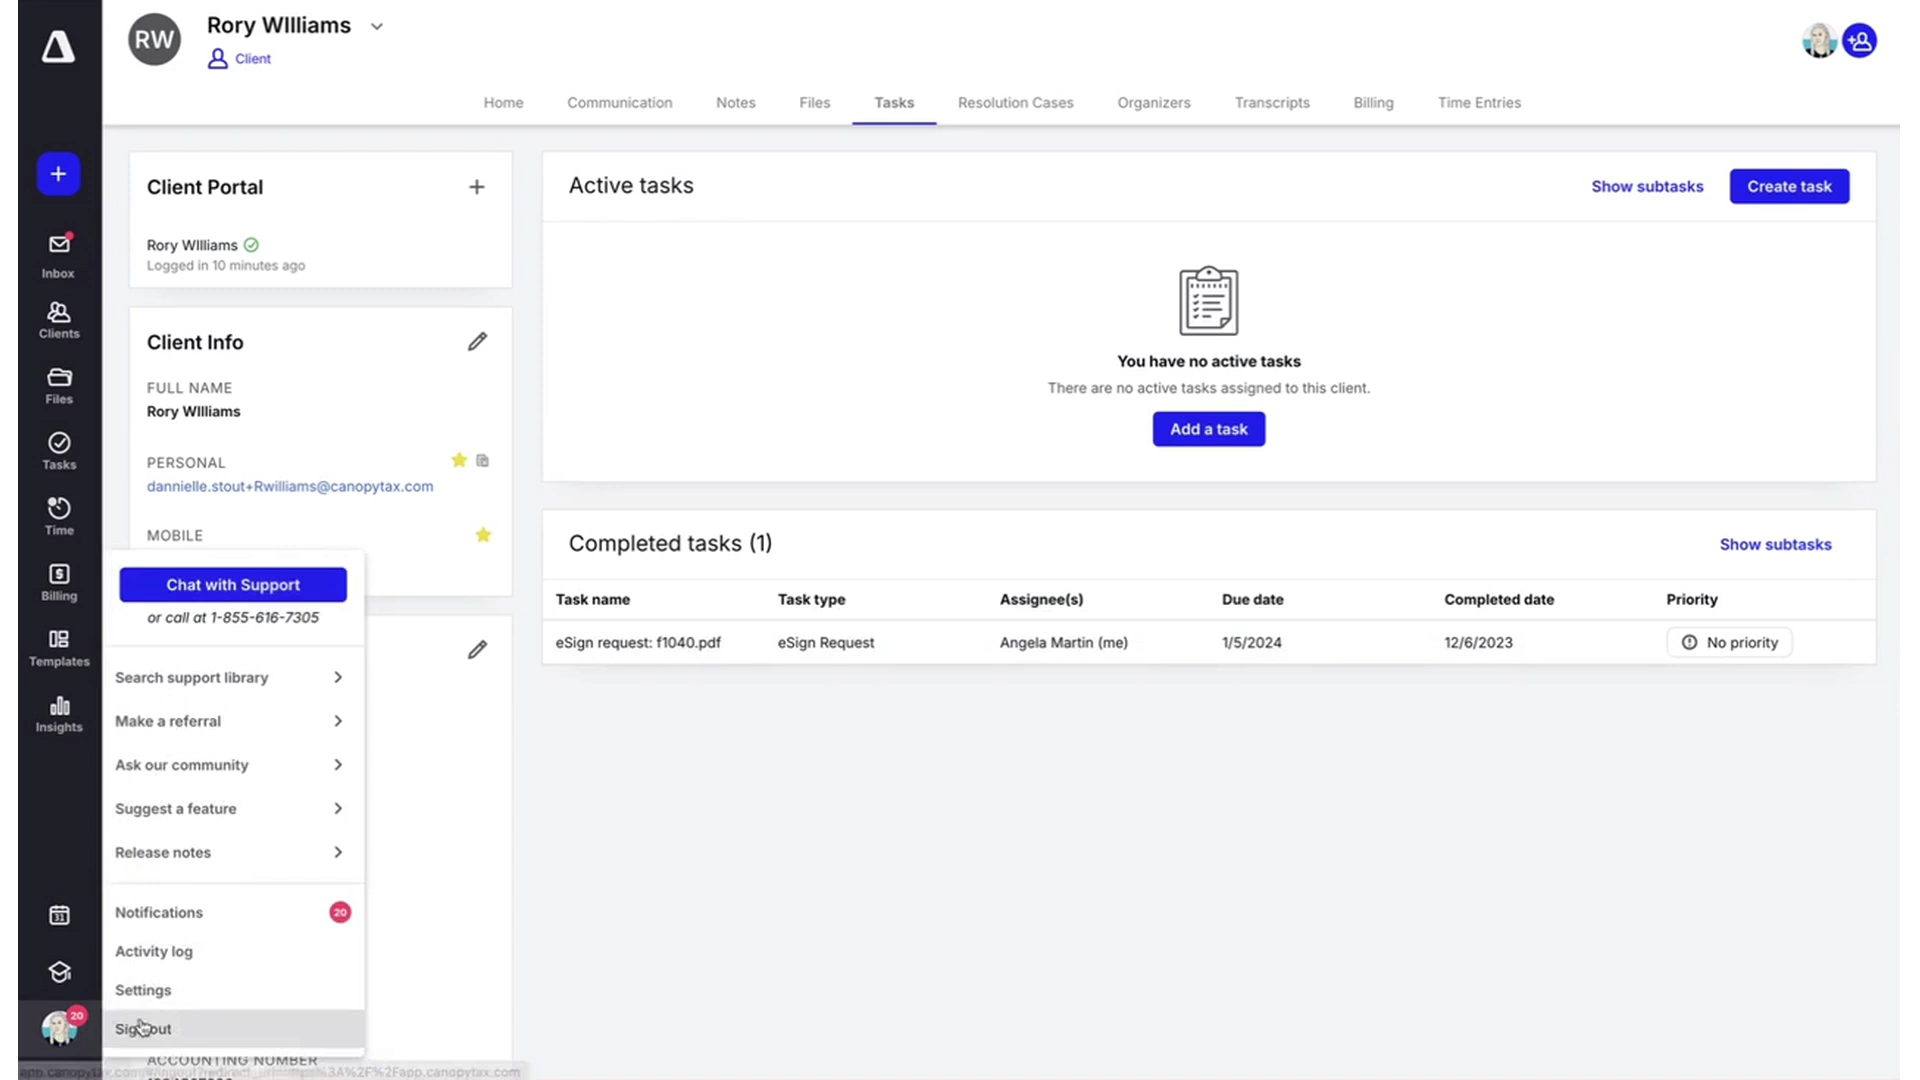 RW
Rory WIlliams
Client
Home
Communication
Notes
Files
Tasks
Resolution Cases
Organizers
Transcripts
Billing
Time Entries
Inbox
Clients
Files
Tasks
Time
Billing
Templates
Insights
31
20
Client Portal
Rory WIlliams
Logged in 10 minutes ago
Client Info
FULL NAME
Rory WIlliams
PERSONAL
dannielle.stout+Rwilliams@canopytax.com
MOBILE
Chat with Support
or call at 1-855-616-7305
Search support library
Make a referral
Ask our community
Suggest a feature
Release notes
Notifications
20
Activity log
Settings
Sign out
ACCOUNTING NUMBER
Active tasks
Show subtasks
Create task
You have no active tasks
There are no active tasks assigned to this client.
Add a task
Completed tasks (1)
Show subtasks
Task name Task type Assignee(s) Due date Completed date Priority
eSign request: f1040.pdf eSign Request Angela Martin (me) 1/5/2024 12/6/2023 No priority